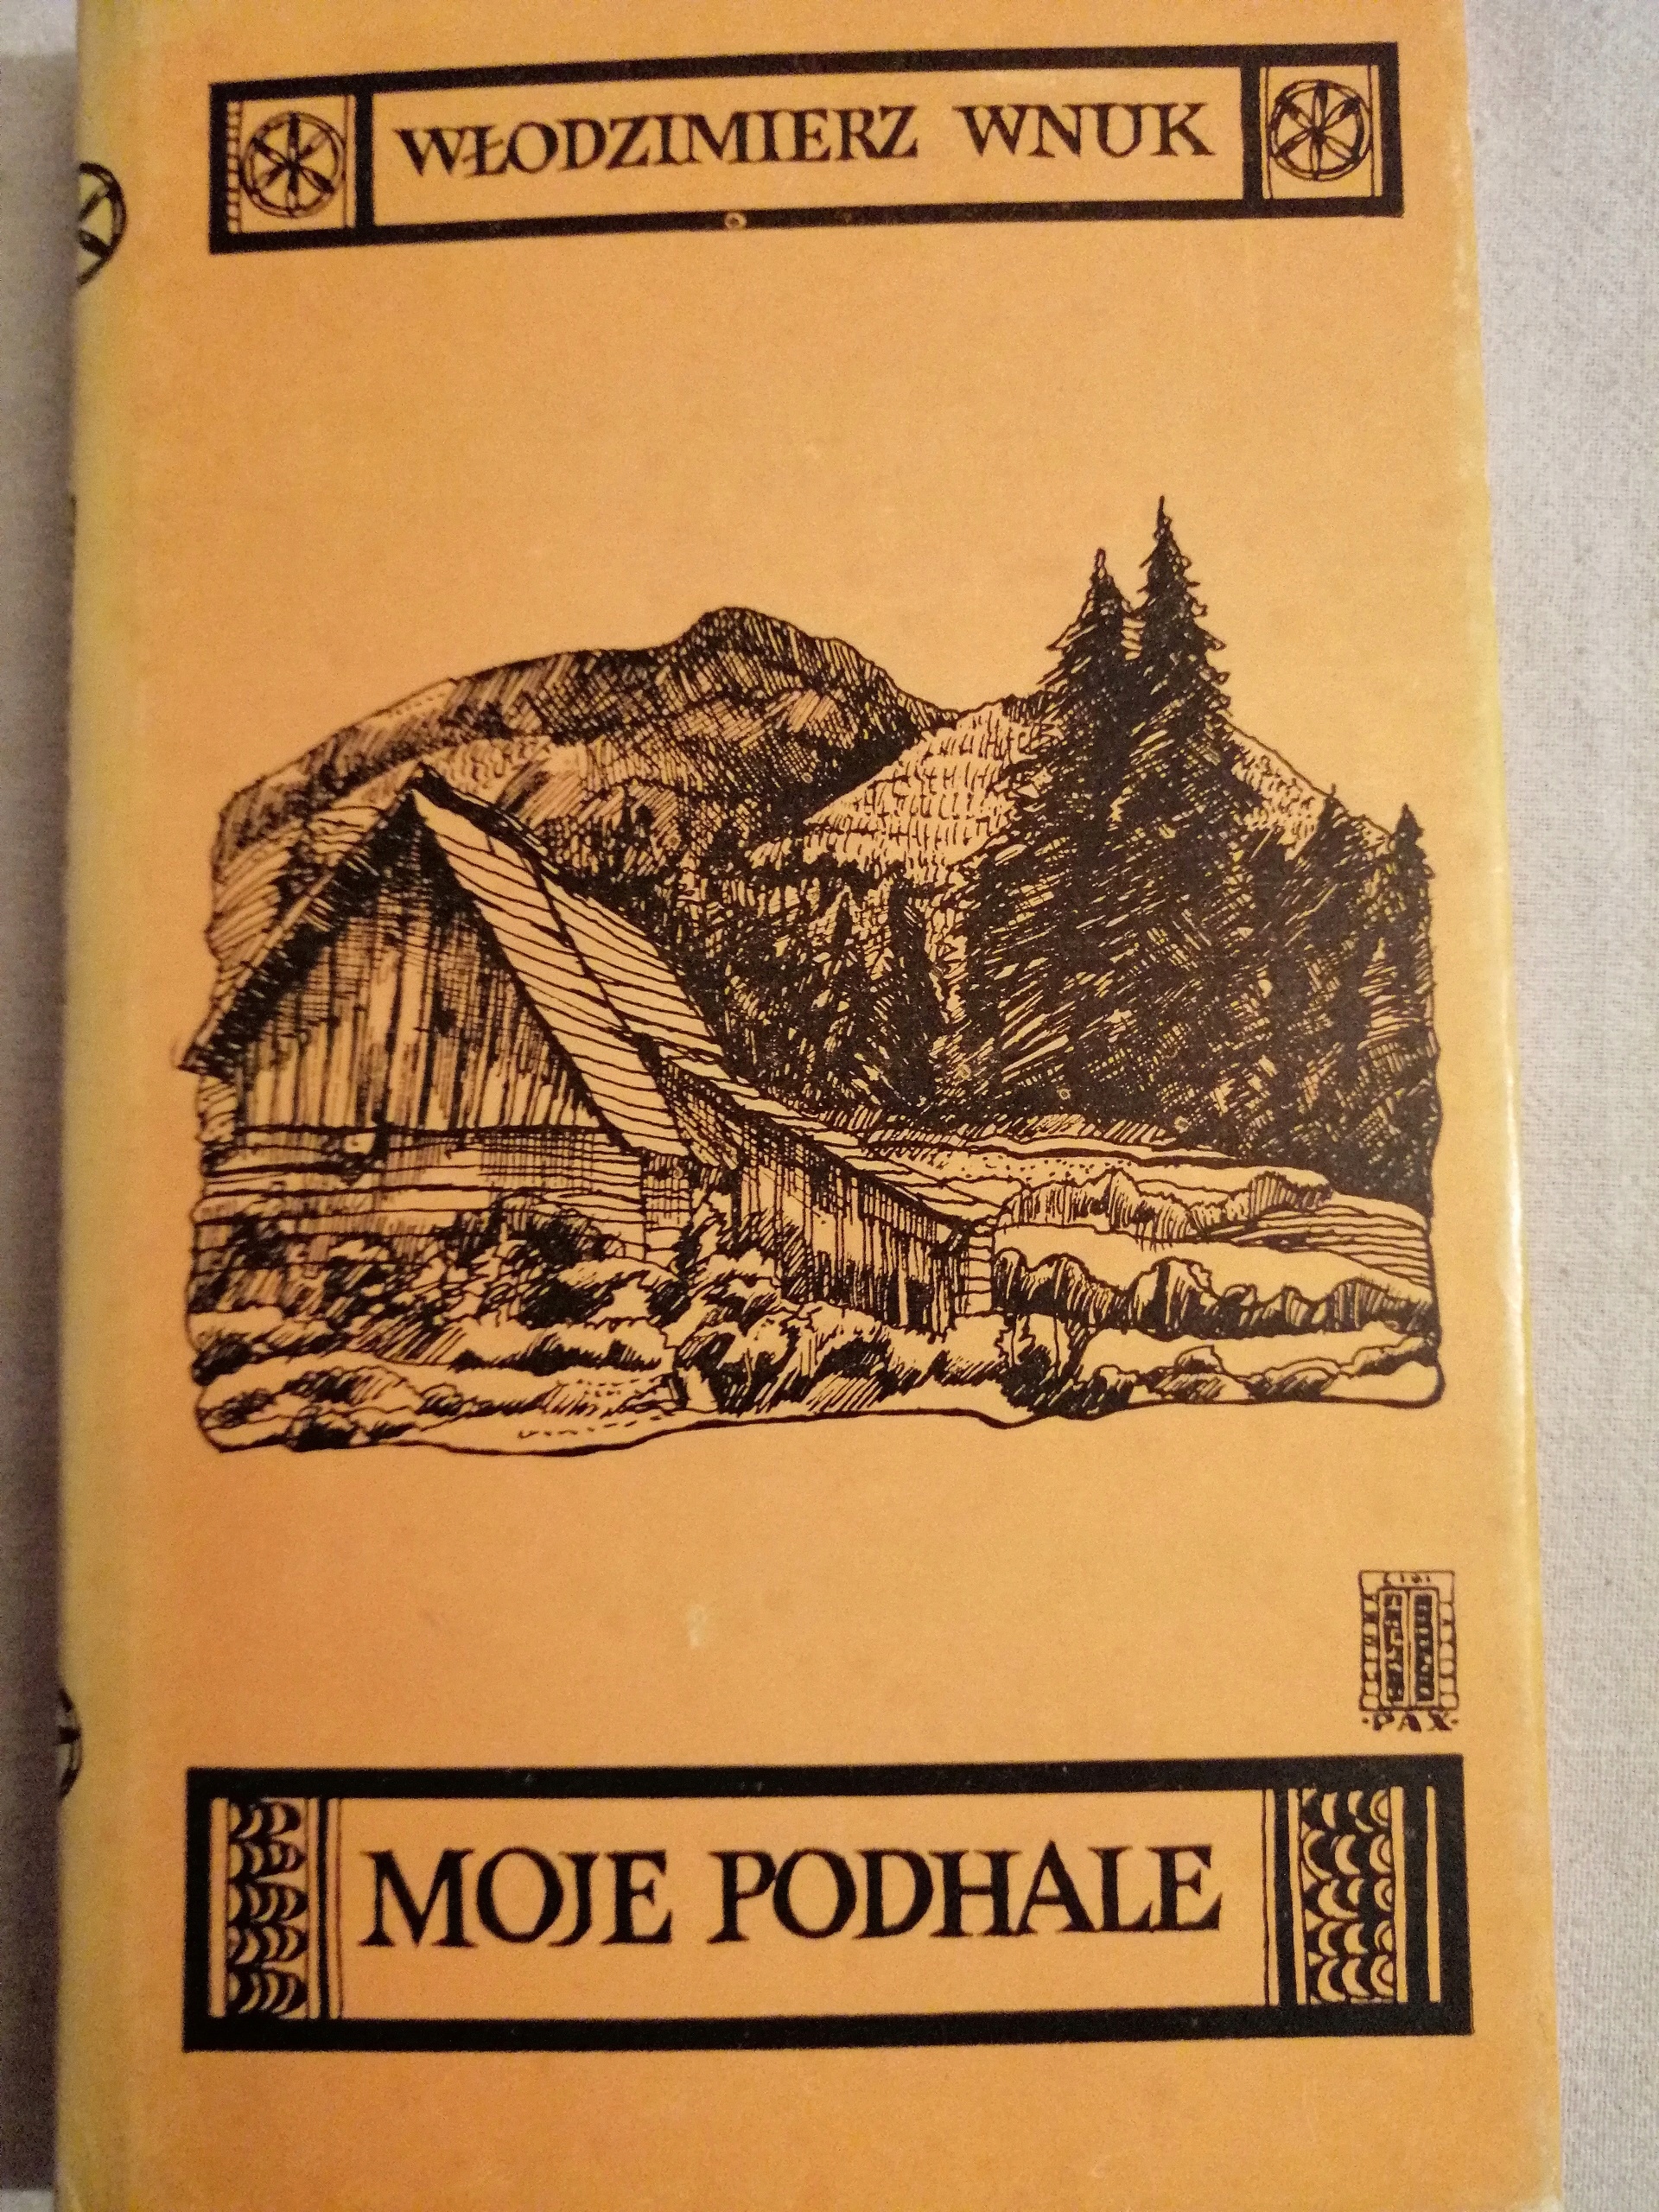 WŁODZIMIERZ WNUK
·PAX·
MOJE PODHALE